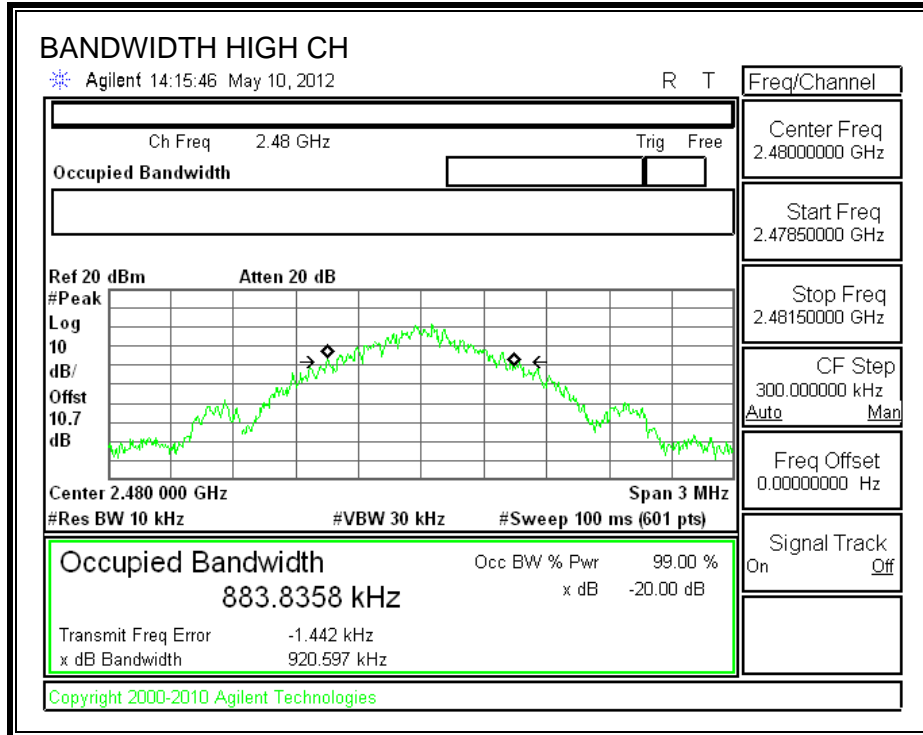 BANDWIDTH HIGH CH
Agilent 14:15:46 May 10, 2012 R T
Freq/Channel
Ch Freq 2.48 GHz Trig Free
Occupied Bandwidth
Center Freq
2.48000000 GHz
Start Freq
2.47850000 GHz
Stop Freq
2.48150000 GHz
CF Step
300.000000 kHz
Auto Man
Freq Offset
0.00000000 Hz
Signal Track
On Off
Ref 20 dBm Atten 20 dB
#Peak
Log
10
dB/
Offst
10.7
dB
Center 2.480 000 GHz Span 3 MHz
#Res BW 10 kHz #VBW 30 kHz #Sweep 100 ms (601 pts)
Occupied Bandwidth Occ BW % Pwr 99.00 %
883.8358 kHz x dB -20.00 dB
Transmit Freq Error -1.442 kHz
x dB Bandwidth 920.597 kHz
Copyright 2000-2010 Agilent Technologies